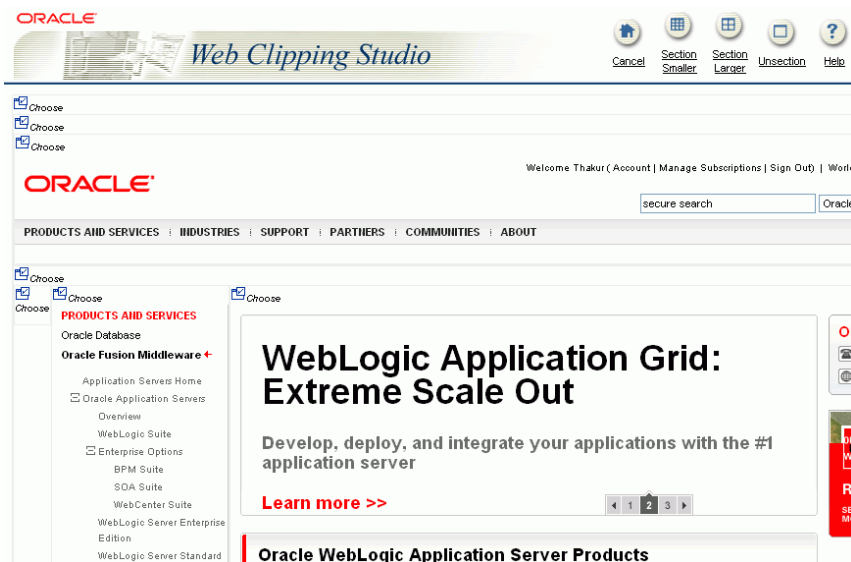 ORACLE
Web Clipping Studio
Cancel
Section Smaller
Section Larger
Unsection
Help
Choose
Choose
Choose
Welcome Thakur ( Account | Manage Subscriptions | Sign Out) |
ORACLE
secure search
PRODUCTS AND SERVICES
INDUSTRIES
SUPPORT
PARTNERS
COMMUNITIES
ABOUT
Choose
Choose
Choose
Choose
PRODUCTS AND SERVICES
Oracle Database
Oracle Fusion Middleware
Application Servers Home
Oracle Application Servers
Overview
WebLogic Suite
Enterprise Options
BPM Suite
SOA Suite
WebCenter Suite
WebLogic Server Enterprise
Edition
WebLogic Server Standard
WebLogic Application Grid:
Extreme Scale Out
Develop, deploy, and integrate your applications with the #1
application server
Learn more >>
1 2 3
Oracle WebLogic Application Server Products